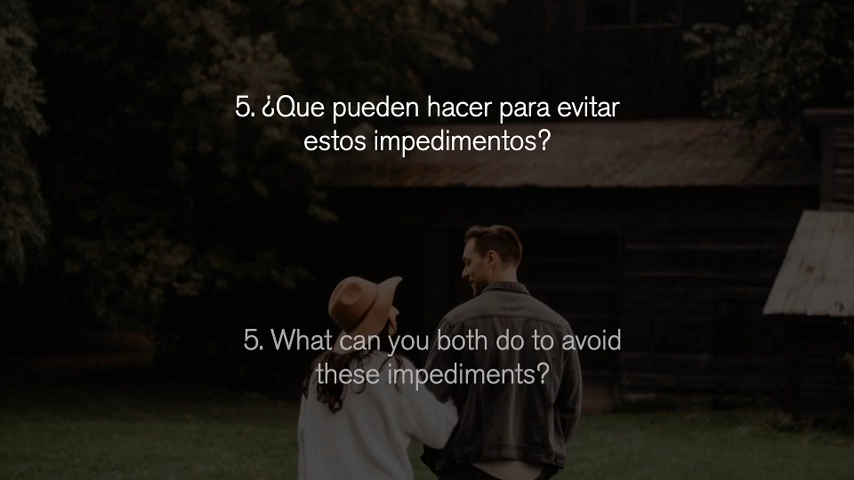 5. ¿Que pueden hacer para evitar
estos impedimentos?
5. What can you both do to avoid
these impediments?